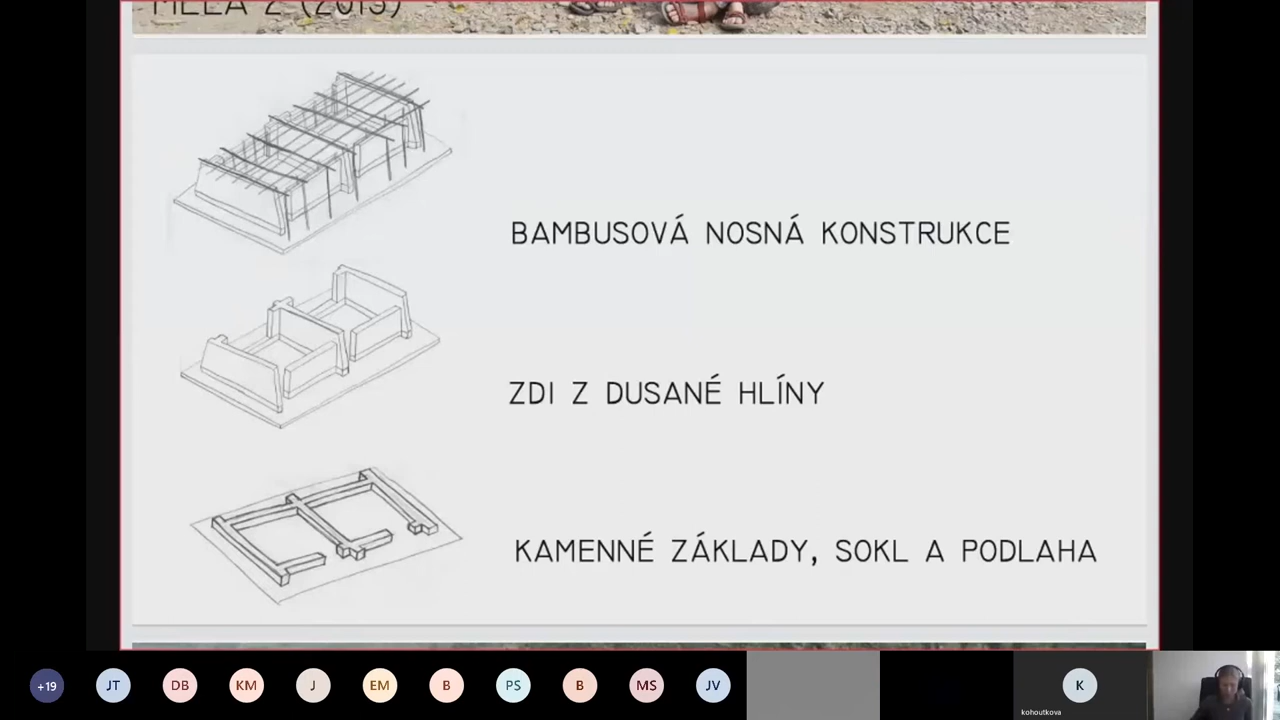 BAMBUSOVÁ NOSNÁ KONSTRUKCE
ZDI Z DUSANÉ HLÍNY
KAMENNÉ ZÁKLADY, SOKL A PODLAHA
+19
JT
DB
KM
J
EM
B
PS
B
MS
JV
K
kohoutkova